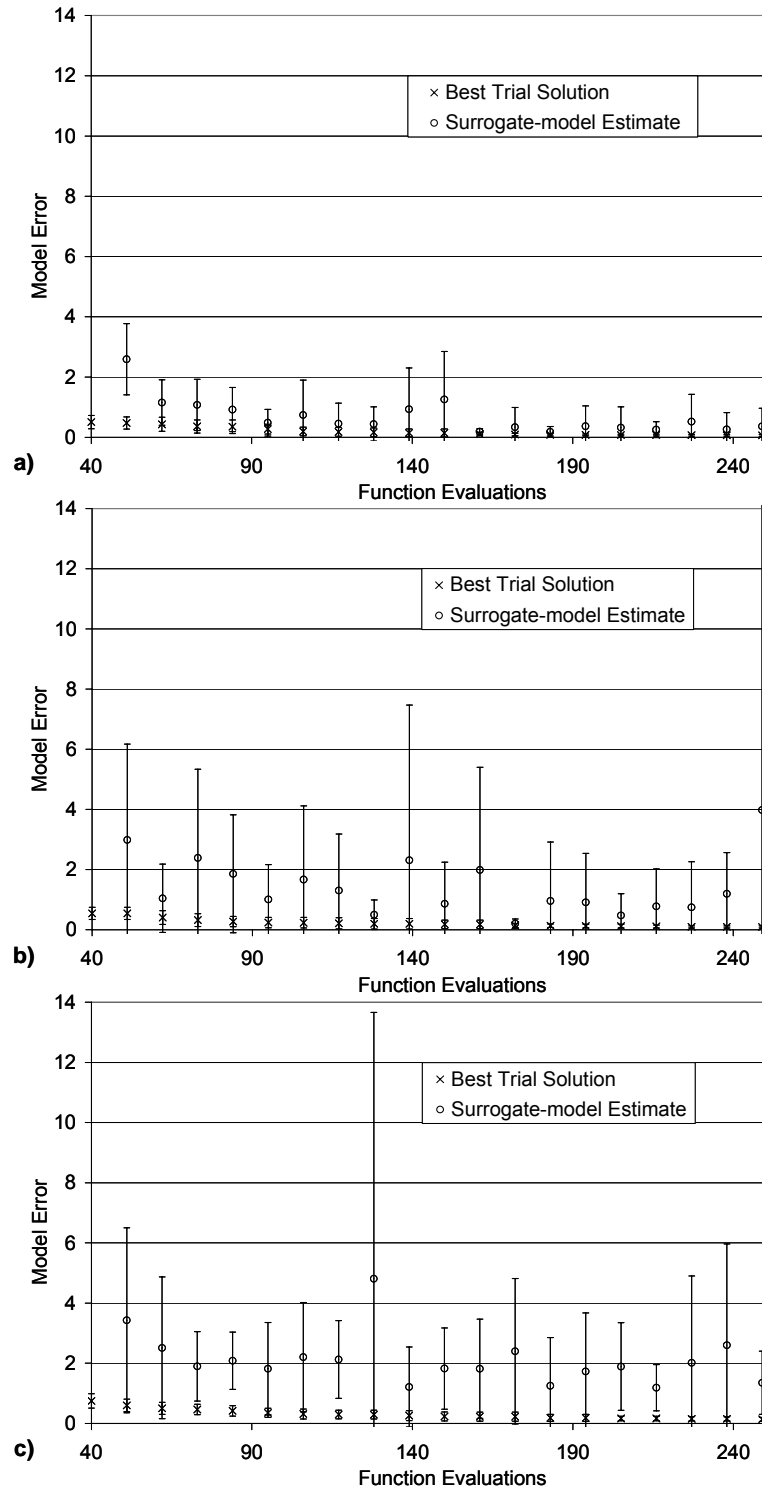 14
12
× Best Trial Solution
10
○ Surrogate-model Estimate
8
Model Error
6
4
2
0
a)
40 90 140 190 240
Function Evaluations
14
12
× Best Trial Solution
10
○ Surrogate-model Estimate
8
Model Error
6
4
2
0
b)
40 90 140 190 240
Function Evaluations
14
12
× Best Trial Solution
10
○ Surrogate-model Estimate
8
Model Error
6
4
2
0
c)
40 90 140 190 240
Function Evaluations